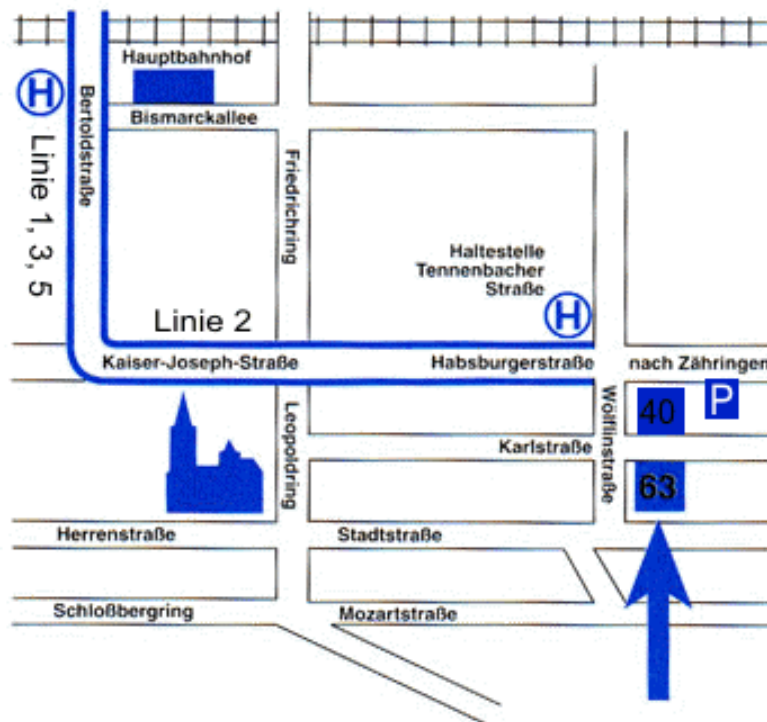 Hauptbahnhof
H
Bismarckallee
Bertoldstraße
Linie 1, 3, 5
Friedrichring
Haltestelle
Tennenbacher
Straße
H
Linie 2
Kaiser-Joseph-Straße
Habsburgerstraße
nach Zähringen
P
40
Leopoldring
Wölflinstraße
Karlstraße
63
Herrenstraße
Stadtstraße
Schloßbergring
Mozartstraße